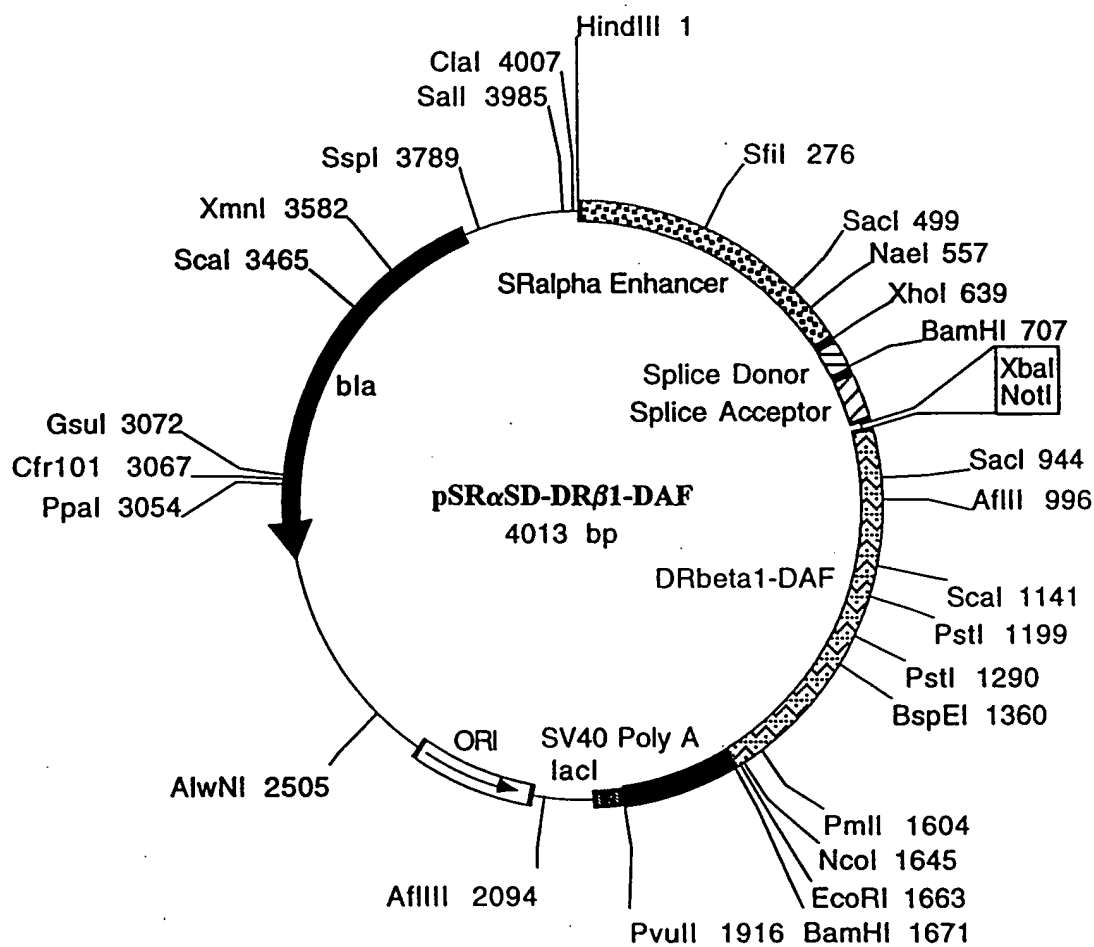 HindIII 1
ClaI 4007
SalI 3985
SspI 3789
SfiI 276
XmnI 3582
SacI 499
ScaI 3465
NaeI 557
SRalpha Enhancer
XhoI 639
BamHI 707
bla
Splice Donor
XbaI
NotI
Splice Acceptor
GsuI 3072
Cfr101 3067
PpaI 3054
SacI 944
pSRαSD-DRβ1-DAF
AflII 996
4013 bp
DRbeta1-DAF
ScaI 1141
PstI 1199
PstI 1290
BspEI 1360
ORI
SV40 Poly A
lacI
AlwNI 2505
PmlI 1604
NcoI 1645
AflIII 2094
EcoRI 1663
PvuII 1916
BamHI 1671